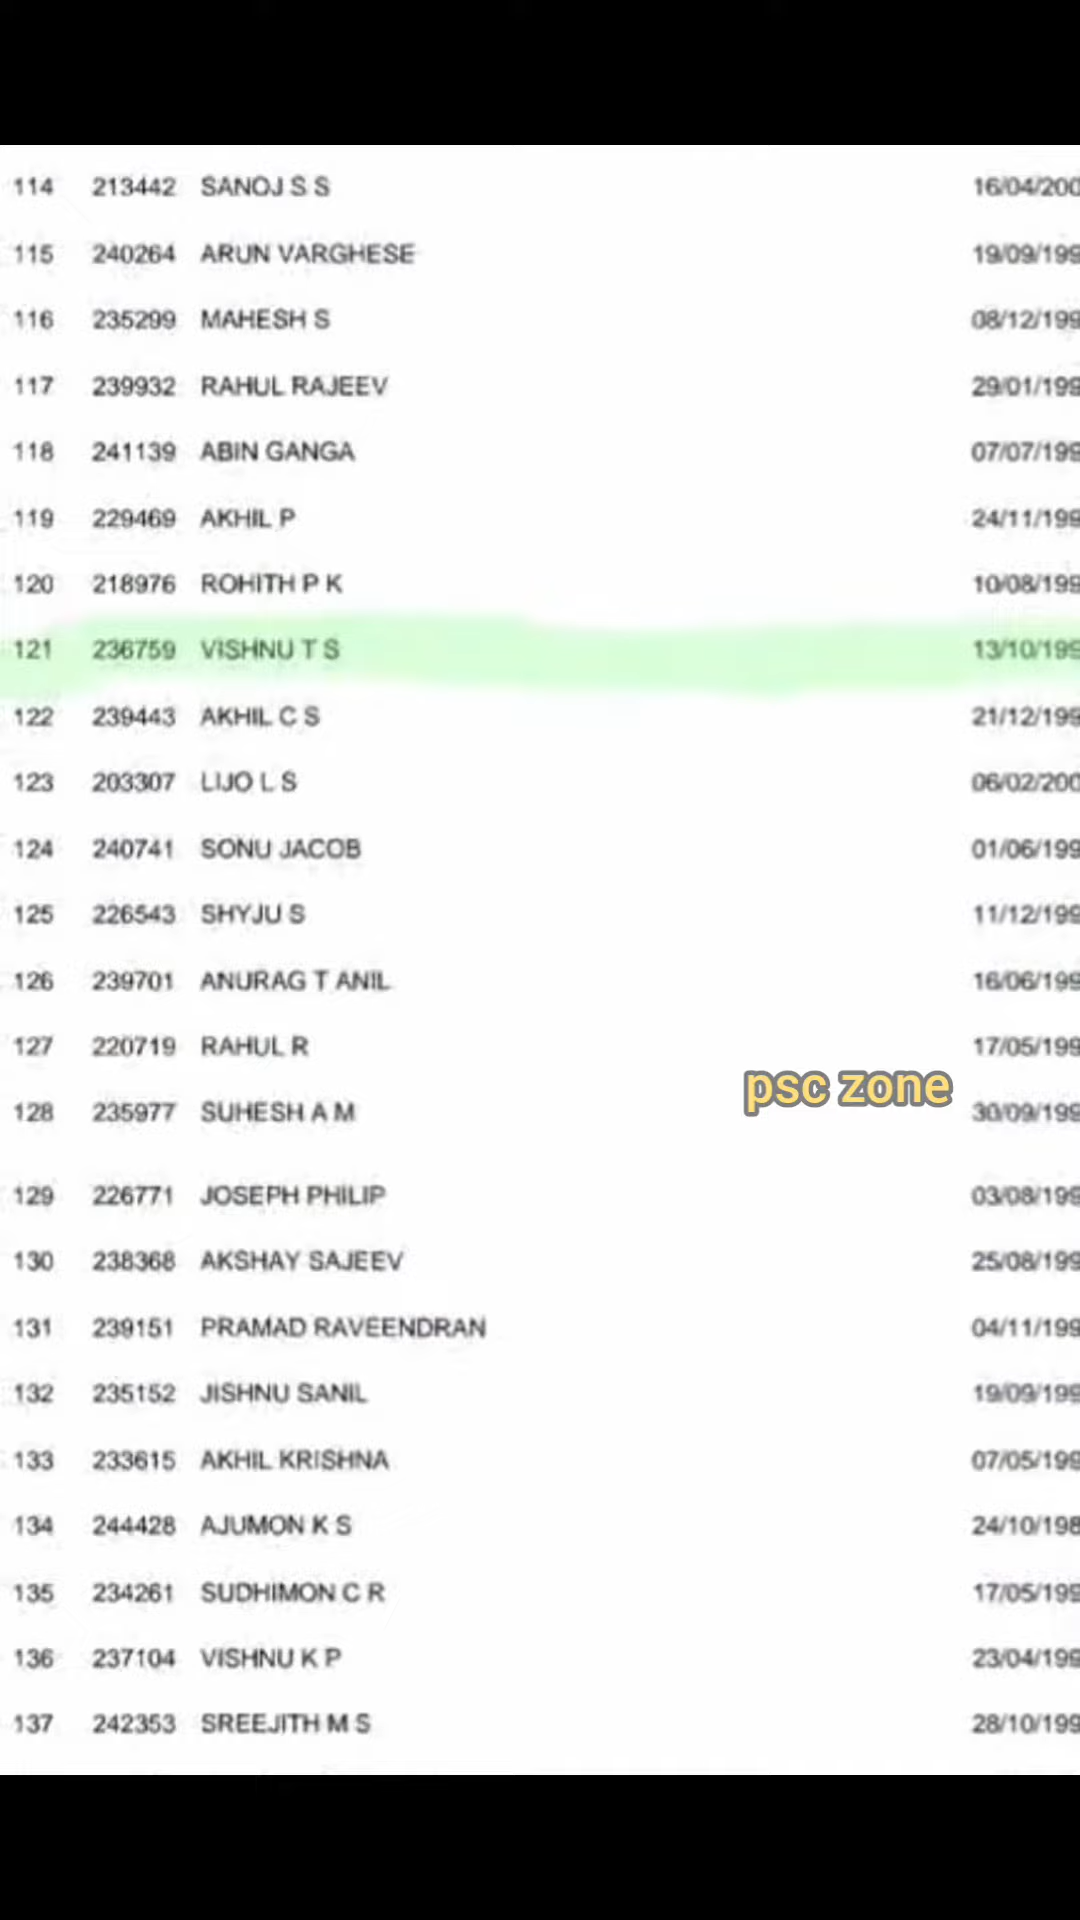 114 213442 SANOJ S S 16/04/200
115 240264 ARUN VARGHESE 19/09/199
116 235299 MAHESH S 08/12/199
117 239932 RAHUL RAJEEV 29/01/199
118 241139 ABIN GANGA 07/07/199
119 229469 AKHIL P 24/11/199
120 218976 ROHITH P K 10/08/199
121 236759 VISHNU T S 13/10/199
122 239443 AKHIL C S 21/12/199
123 203307 LIJO L S 06/02/200
124 240741 SONU JACOB 01/06/199
125 226543 SHYJU S 11/12/199
126 239701 ANURAG T ANIL 16/06/199
127 220719 RAHUL R 17/05/199
psc zone
128 235977 SUHESH A M 30/09/199
129 226771 JOSEPH PHILIP 03/08/199
130 238368 AKSHAY SAJEEV 25/08/199
131 239151 PRAMAD RAVEENDRAN 04/11/199
132 235152 JISHNU SANIL 19/09/199
133 233615 AKHIL KRISHNA 07/05/199
134 244428 AJUMON K S 24/10/198
135 234261 SUDHIMON C R 17/05/199
136 237104 VISHNU K P 23/04/199
137 242353 SREEJITH M S 28/10/199